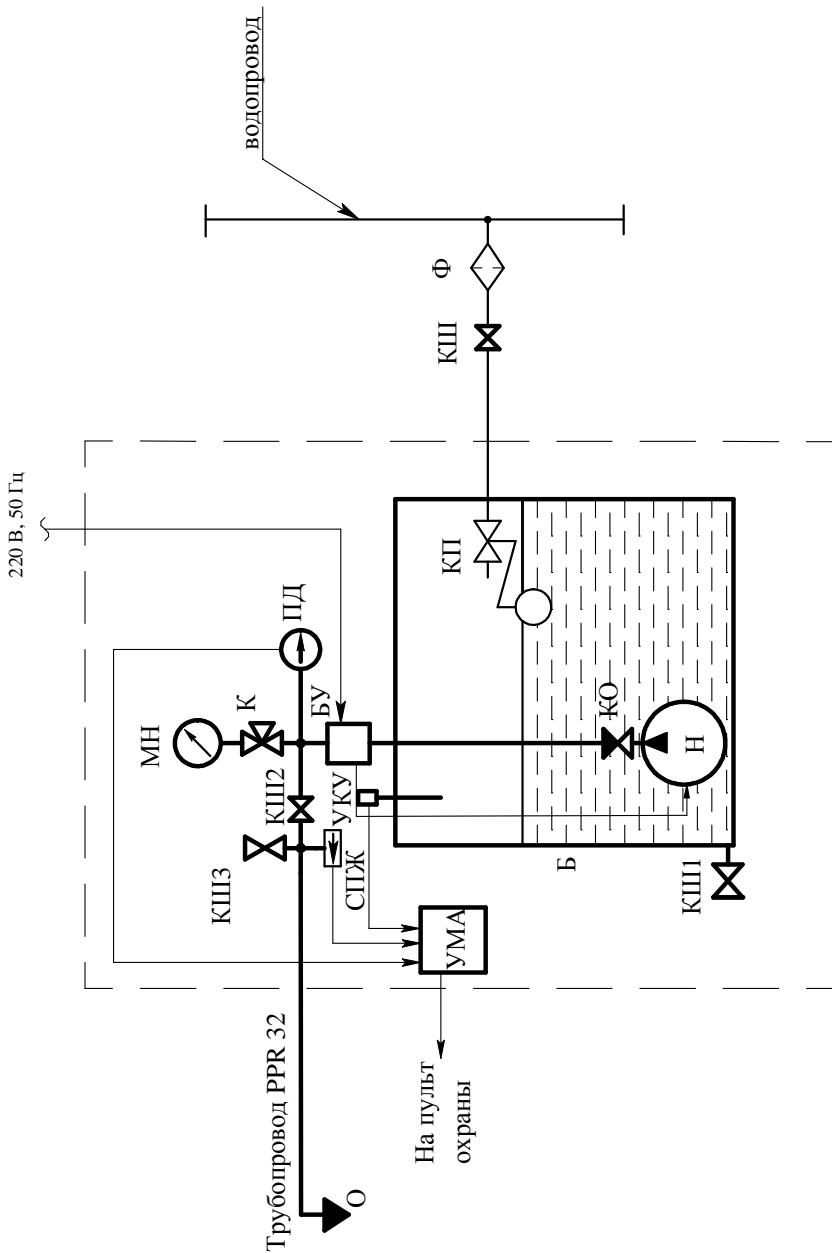 220 В, 50 Гц
водопровод
МН
К
ПД
Ф
КШ
КШ3
КШ2
БУ
УКУ
СПЖ
КП
Трубопровод PPR 32
О
УМА
На пульт
охраны
КО
Н
Б
КШ1